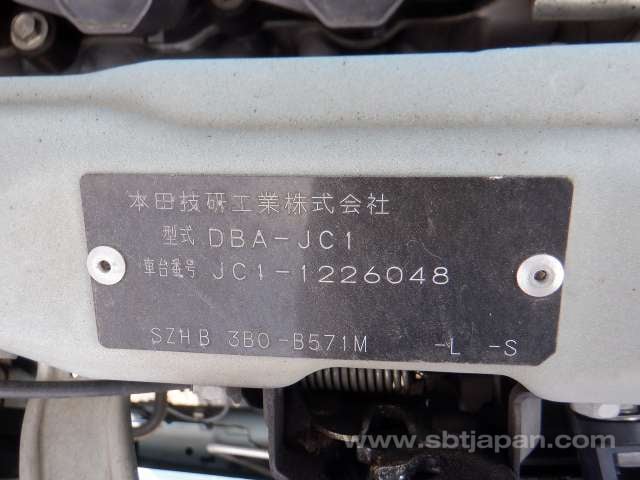 本田技研工業株式会社
型式 DBA-JC1
車台番号 JC1-1226048
SZHB 3B0-B571M -L -S
www.sbtjapan.com